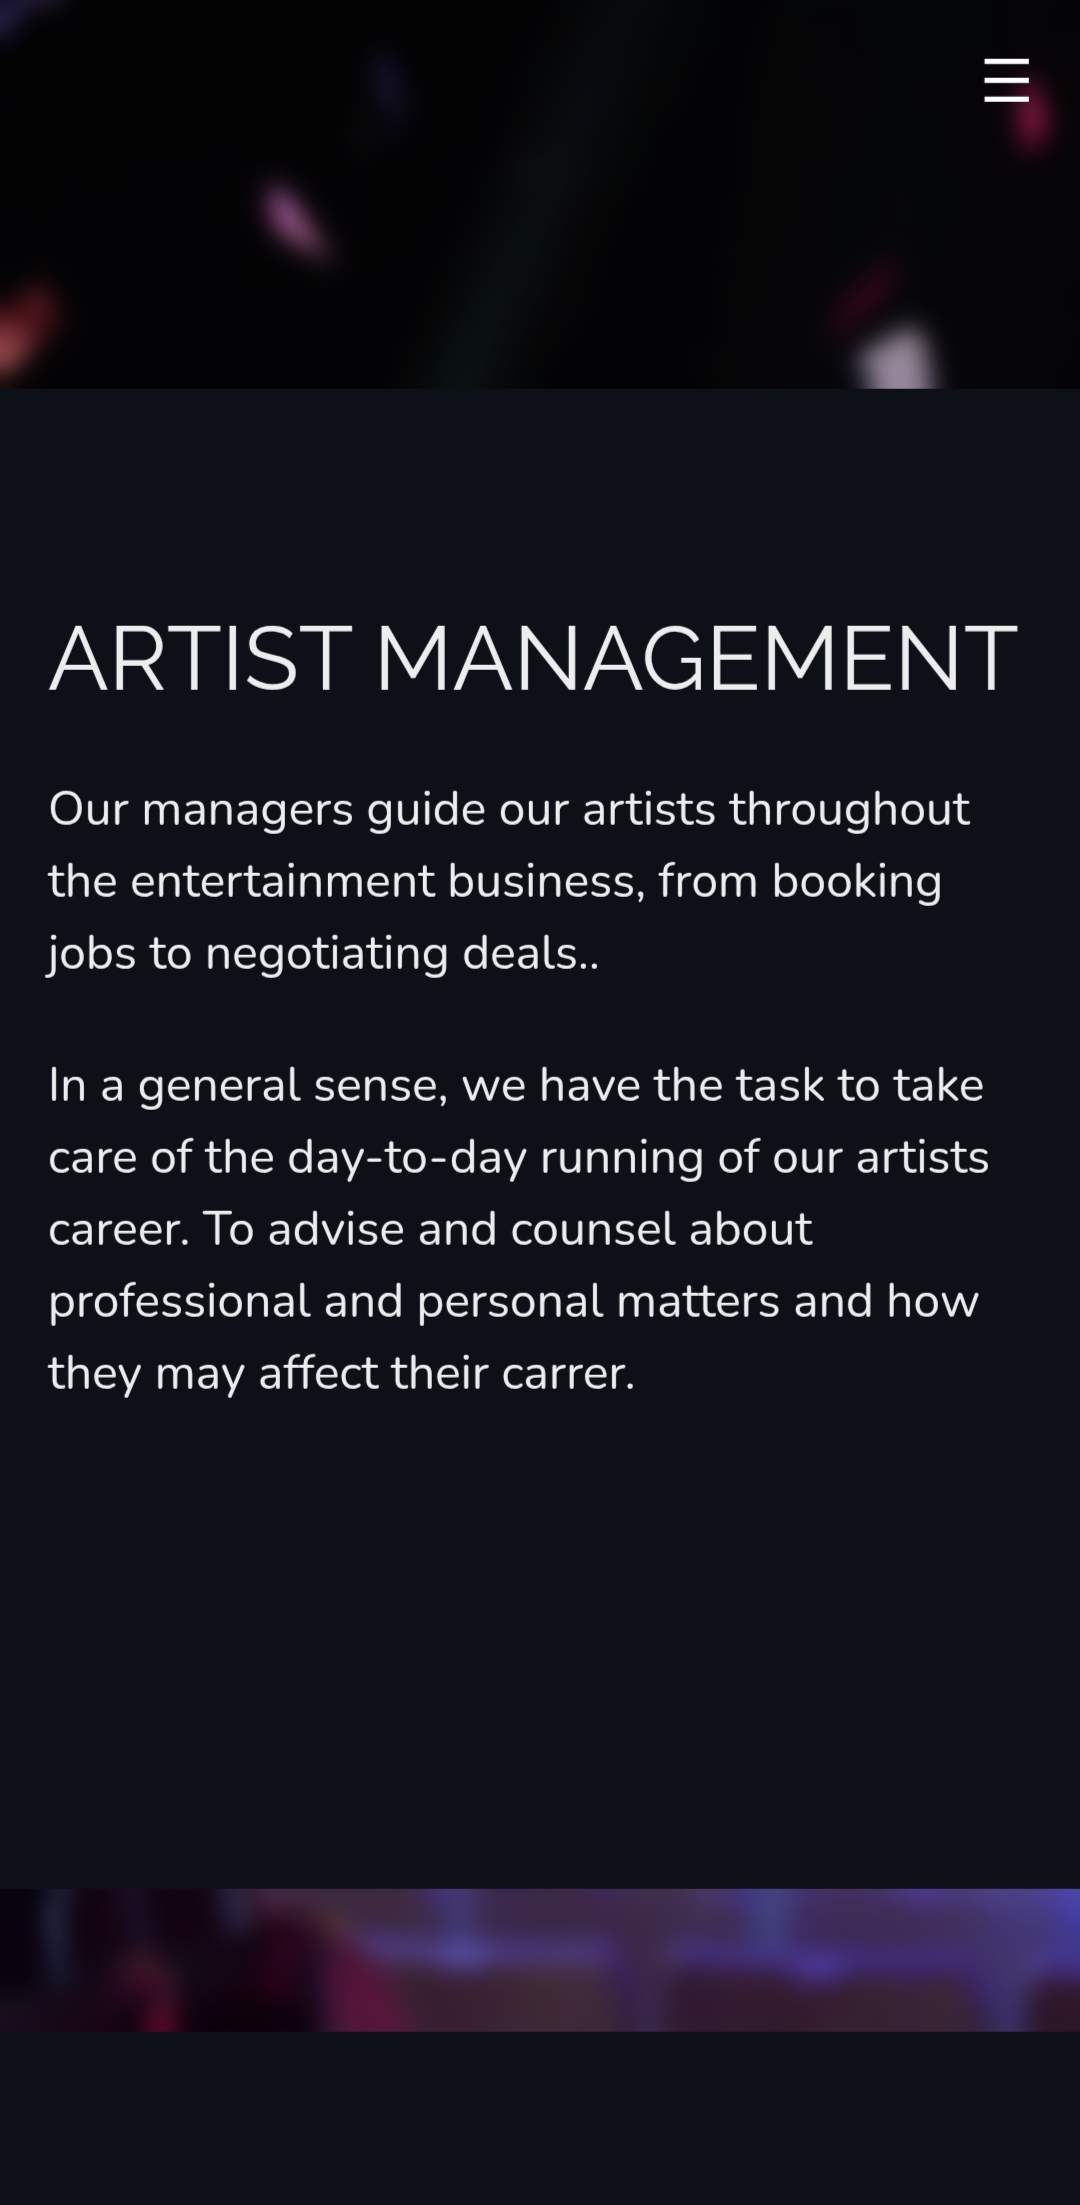 ARTIST MANAGEMENT
Our managers guide our artists throughout
the entertainment business, from booking
jobs to negotiating deals..
In a general sense, we have the task to take
care of the day-to-day running of our artists
career. To advise and counsel about
professional and personal matters and how
they may affect their carrer.